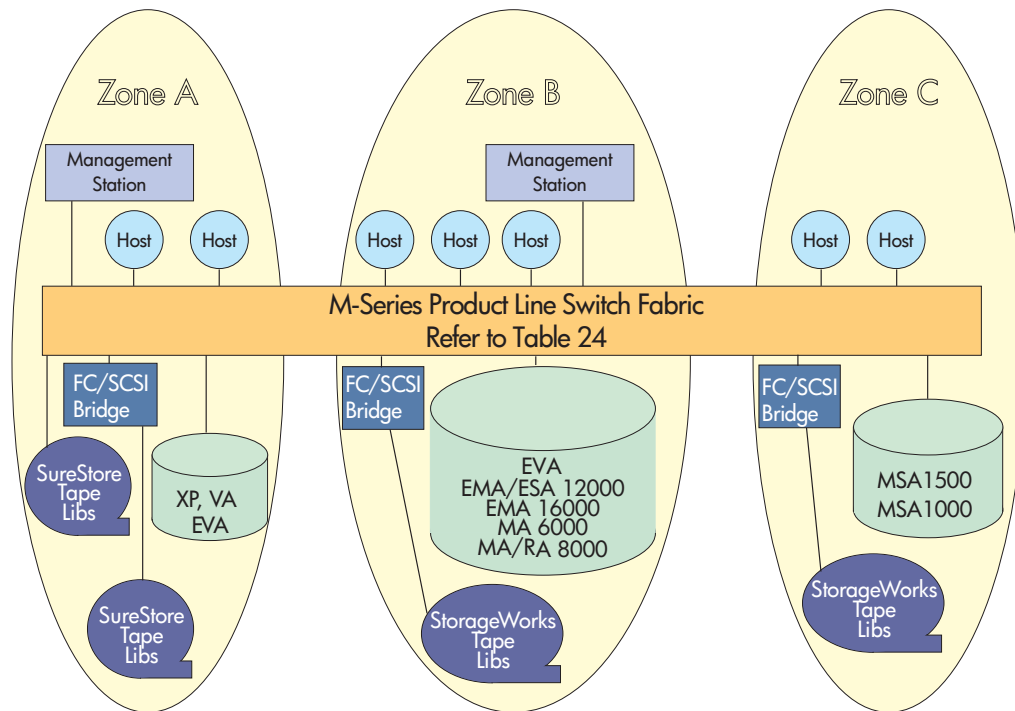 Zone A
Zone B
Zone C
Management
Station
Management
Station
Host
Host
Host
Host
Host
Host
Host
M-Series Product Line Switch Fabric
Refer to Table 24
FC/SCSI
Bridge
FC/SCSI
Bridge
FC/SCSI
Bridge
SureStore
Tape
Libs
XP, VA
EVA
EVA
EMA/ESA 12000
EMA 16000
MA 6000
MA/RA 8000
MSA1500
MSA1000
SureStore
Tape
Libs
StorageWorks
Tape
Libs
StorageWorks
Tape
Libs